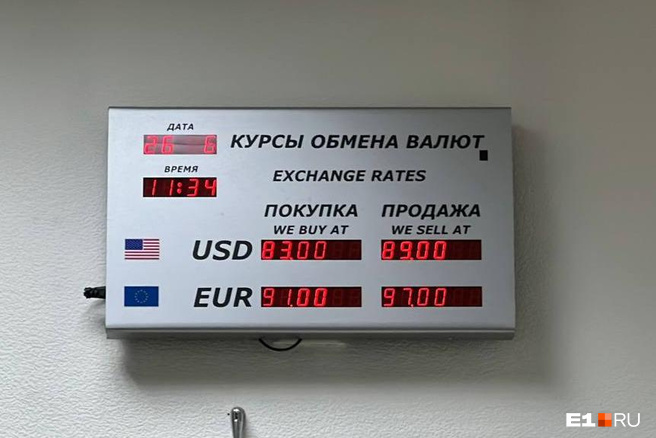 ДАТА
26 6
КУРСЫ ОБМЕНА ВАЛЮТ
ВРЕМЯ
11:34
EXCHANGE RATES
ПОКУПКА ПРОДАЖА
WE BUY AT WE SELL AT
USD 83.00 89.00
EUR 91.00 97.00
E1.RU